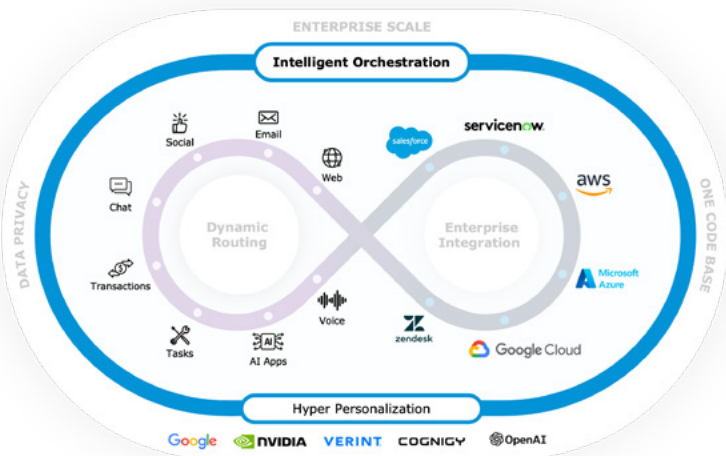 ENTERPRISE SCALE
Intelligent Orchestration
Social
Email
Web
Chat
Transactions
Tasks
AI
AI Apps
Voice
Dynamic
Routing
salesforce
servicenow
aws
Enterprise
Integration
Microsoft
Azure
zendesk
Google Cloud
DATA PRIVACY
ONE CODE BASE
Hyper Personalization
Google
NVIDIA
VERINT
COGNIGY
OpenAI